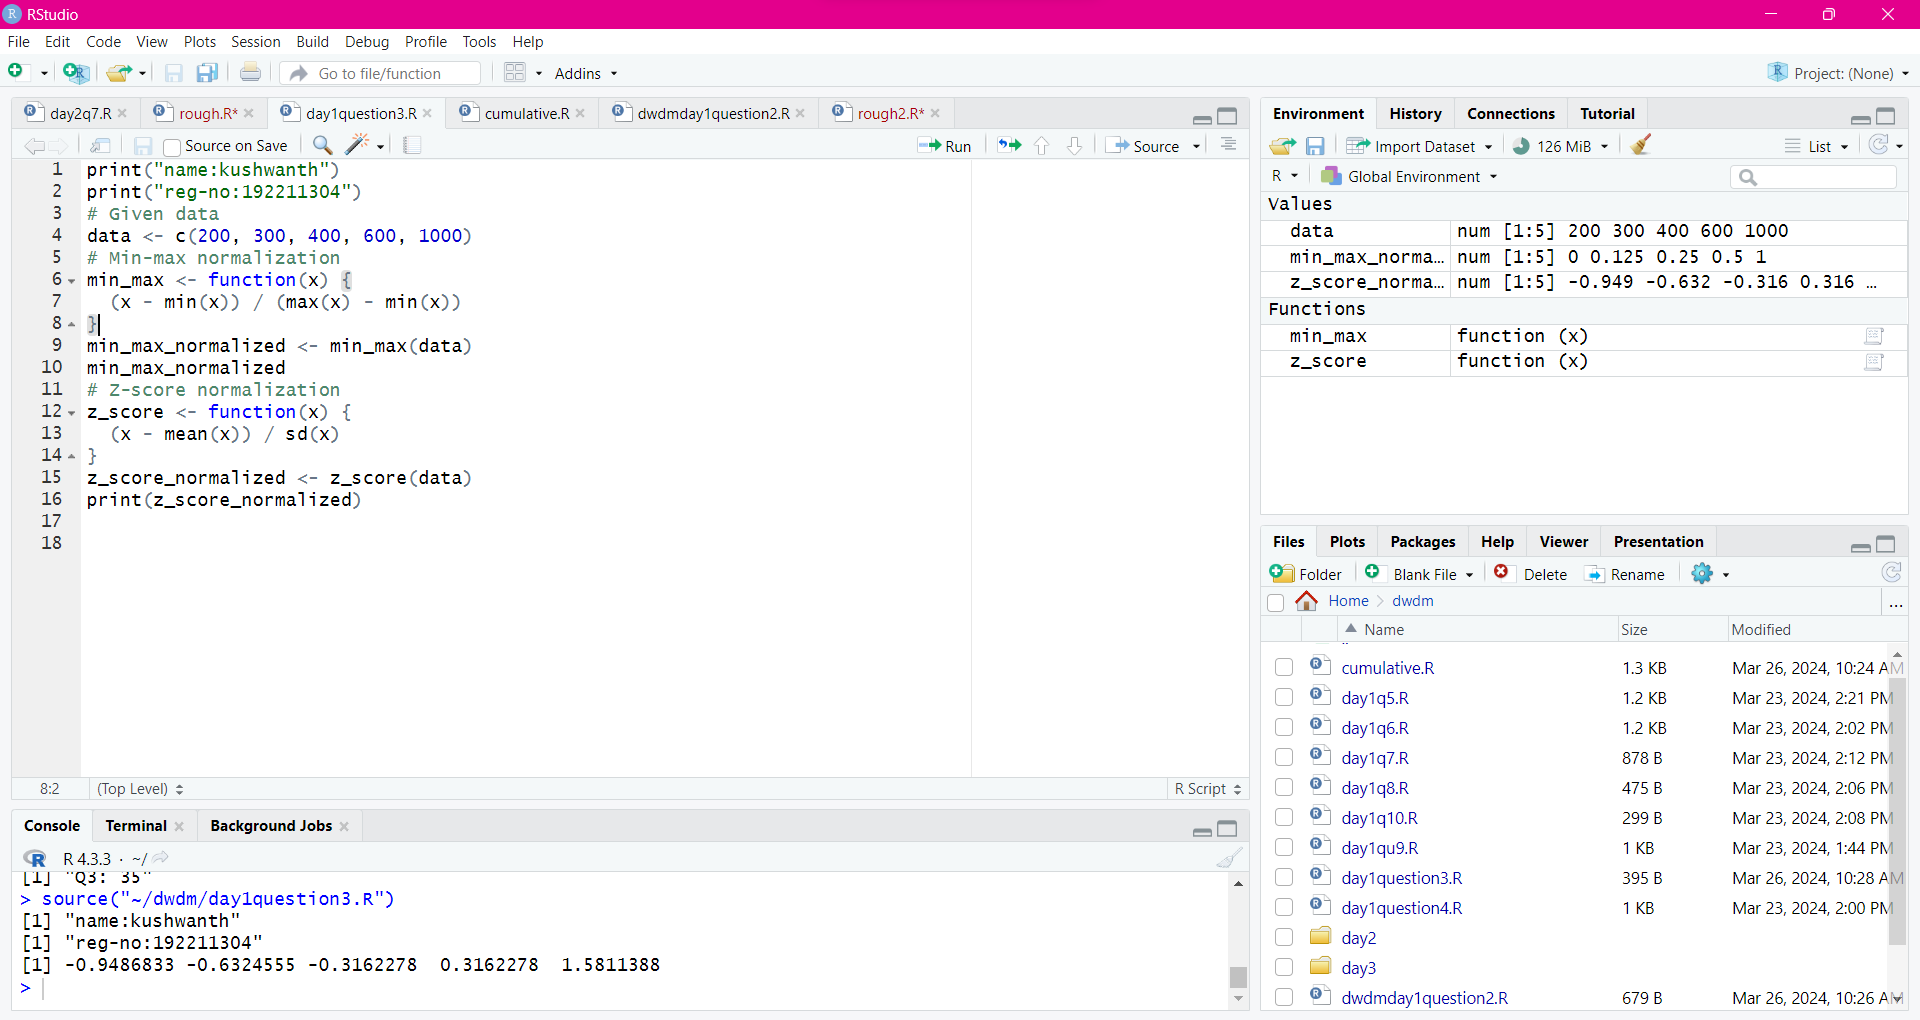 RStudio
File Edit Code View Plots Session Build Debug Profile Tools Help
Go to file/function Addins Project: (None)
day2q7.R rough.R* day1question3.R cumulative.R dwdmday1question2.R rough2.R*
Source on Save Run Source
1 print("name:kushwanth")
2 print("reg-no:192211304")
3 # Given data
4 data <- c(200, 300, 400, 600, 1000)
5 # Min-max normalization
6 min_max <- function(x) {
7 (x - min(x)) / (max(x) - min(x))
8 }
9 min_max_normalized <- min_max(data)
10 min_max_normalized
11 # Z-score normalization
12 z_score <- function(x) {
13 (x - mean(x)) / sd(x)
14 }
15 z_score_normalized <- z_score(data)
16 print(z_score_normalized)
17
18
8:2 (Top Level) R Script
Console Terminal Background Jobs
R 4.3.3 · ~/
[1] "Q3: 35"
> source("~/dwdm/day1question3.R")
[1] "name:kushwanth"
[1] "reg-no:192211304"
[1] -0.9486833 -0.6324555 -0.3162278 0.3162278 1.5811388
>
Environment History Connections Tutorial
Import Dataset 126 MiB List
R Global Environment
Values
data num [1:5] 200 300 400 600 1000
min_max_norma… num [1:5] 0 0.125 0.25 0.5 1
z_score_norma… num [1:5] -0.949 -0.632 -0.316 0.316 …
Functions
min_max function (x)
z_score function (x)
Files Plots Packages Help Viewer Presentation
Folder Blank File Delete Rename
Home dwdm ...
Name Size Modified
cumulative.R 1.3 KB Mar 26, 2024, 10:24 AM
day1q5.R 1.2 KB Mar 23, 2024, 2:21 PM
day1q6.R 1.2 KB Mar 23, 2024, 2:02 PM
day1q7.R 878 B Mar 23, 2024, 2:12 PM
day1q8.R 475 B Mar 23, 2024, 2:06 PM
day1q10.R 299 B Mar 23, 2024, 2:08 PM
day1qu9.R 1 KB Mar 23, 2024, 1:44 PM
day1question3.R 395 B Mar 26, 2024, 10:28 AM
day1question4.R 1 KB Mar 23, 2024, 2:00 PM
day2
day3
dwdmday1question2.R 679 B Mar 26, 2024, 10:26 AM